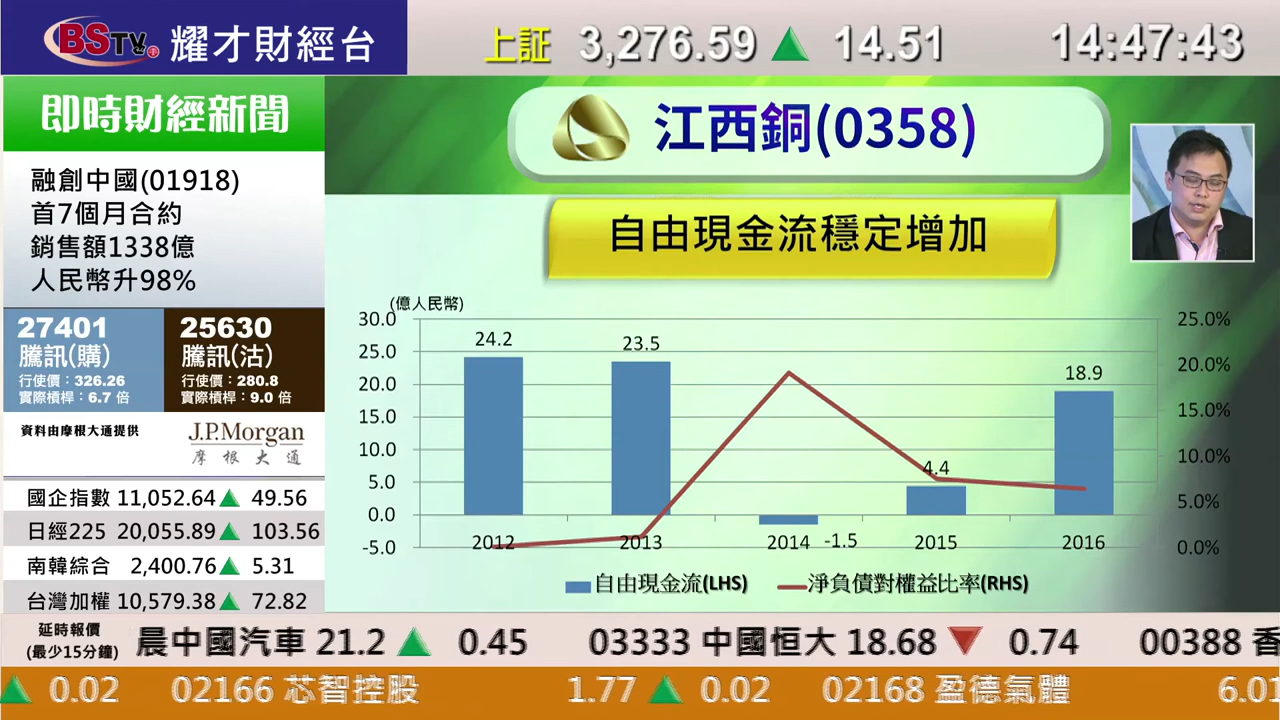 BSTV 耀才財經台
上証 3,276.59 ▲ 14.51 14:47:43
即時財經新聞
融創中國(01918)
首7個月合約
銷售額1338億
人民幣升98%
27401
騰訊(購)
行使價：326.26
實際槓桿：6.7 倍
25630
騰訊(沽)
行使價：280.8
實際槓桿：9.0 倍
資料由摩根大通提供
J.P.Morgan
摩根大通
國企指數 11,052.64 ▲ 49.56
日經225 20,055.89 ▲ 103.56
南韓綜合 2,400.76 ▲ 5.31
台灣加權 10,579.38 ▲ 72.82
江西銅(0358)
自由現金流穩定增加
(億人民幣)
30.0
25.0
20.0
15.0
10.0
5.0
0.0
-5.0
24.2
23.5
-1.5
4.4
18.9
25.0%
20.0%
15.0%
10.0%
5.0%
0.0%
2012 2013 2014 2015 2016
自由現金流(LHS) 淨負債對權益比率(RHS)
延時報價
(最少15分鐘)
晨中國汽車 21.2 ▲ 0.45 03333 中國恒大 18.68 ▼ 0.74 00388 香
▲ 0.02 02166 芯智控股 1.77 ▲ 0.02 02168 盈德氣體 6.01